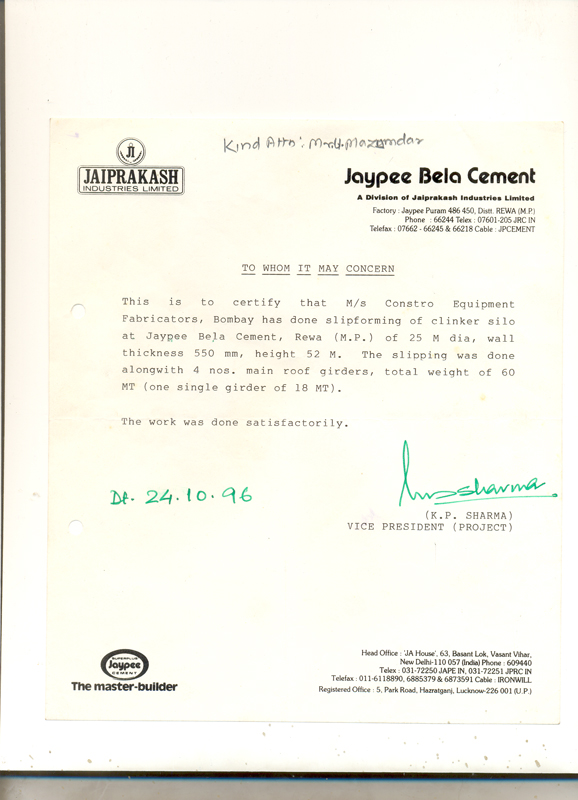 Kind Attn:
JI
JAIPRAKASH
INDUSTRIES LIMITED
Jaypee Bela Cement
A Division of Jaiprakash Industries Limited
Factory : Jaypee Puram 486 450, Distt. REWA (M.P.)
Phone : 66244 Telex : 07601-205 JRC IN
Telefax : 07662 - 66245 & 66218 Cable : JPCEMENT
TO WHOM IT MAY CONCERN
This is to certify that M/s Constro Equipment
Fabricators, Bombay has done slipforming of clinker silo
at Jaypee Bela Cement, Rewa (M.P.) of 25 M dia, wall
thickness 550 mm, height 52 M. The slipping was done
alongwith 4 nos. main roof girders, total weight of 60
MT (one single girder of 18 MT).
The work was done satisfactorily.
Dt. 24.10.96
sharma
(K.P. SHARMA)
VICE PRESIDENT (PROJECT)
Jaypee
CEMENT
The master-builder
Head Office : 'JA House', 63, Basant Lok, Vasant Vihar,
New Delhi-110 057 (India) Phone : 609440
Telex : 031-72250 JAPE IN, 031-72251 JPRC IN
Telefax : 011-6118890, 6885379 & 6873591 Cable : IRONWILL
Registered Office : 5, Park Road, Hazratganj, Lucknow-226 001 (U.P.)